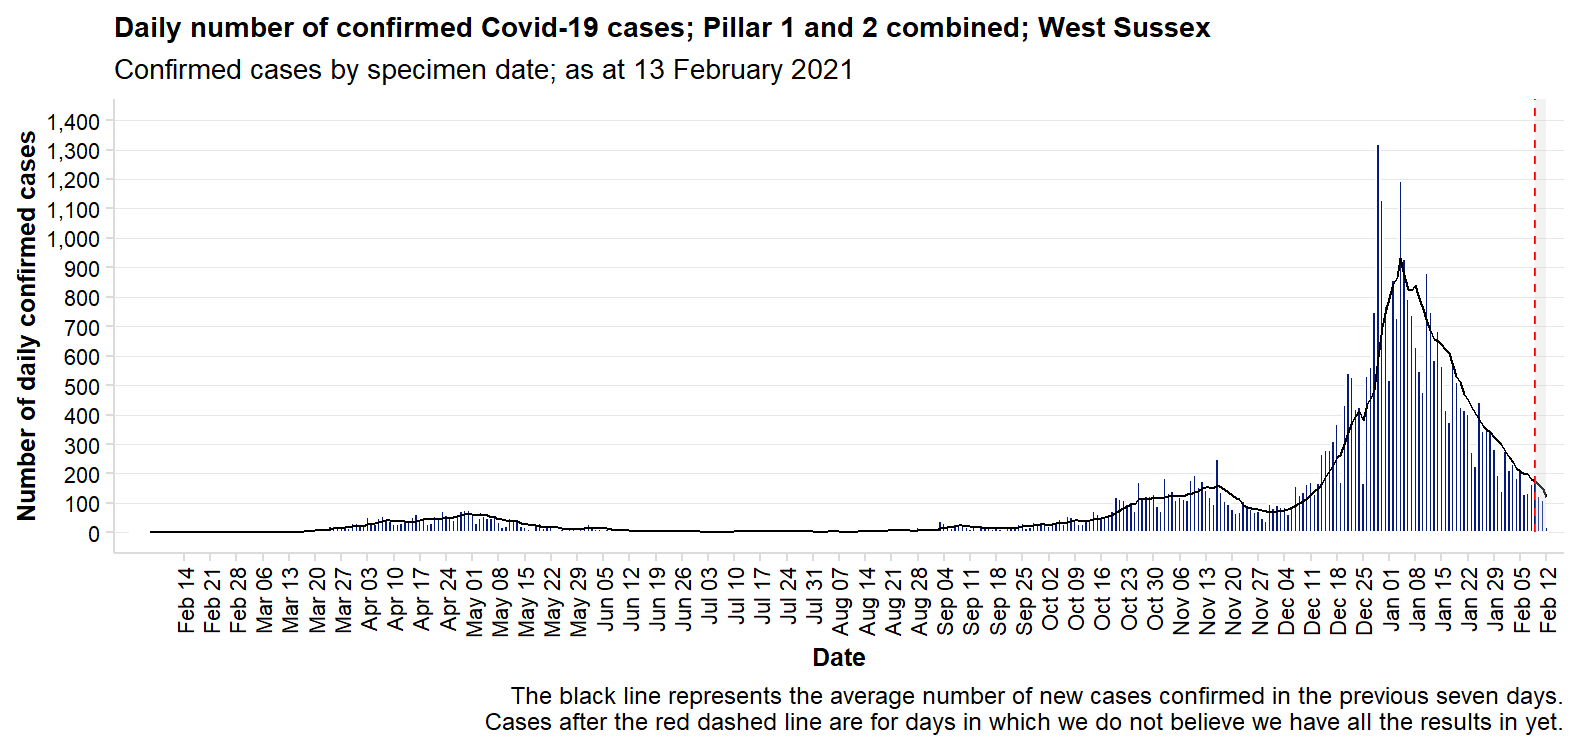 Daily number of confirmed Covid-19 cases; Pillar 1 and 2 combined; West Sussex
Confirmed cases by specimen date; as at 13 February 2021
Number of daily confirmed cases
1,400
1,300
1,200
1,100
1,000
900
800
700
600
500
400
300
200
100
0
Feb 14
Feb 21
Feb 28
Mar 06
Mar 13
Mar 20
Mar 27
Apr 03
Apr 10
Apr 17
Apr 24
May 01
May 08
May 15
May 22
May 29
Jun 05
Jun 12
Jun 19
Jun 26
Jul 03
Jul 10
Jul 17
Jul 24
Jul 31
Aug 07
Aug 14
Aug 21
Aug 28
Sep 04
Sep 11
Sep 18
Sep 25
Oct 02
Oct 09
Oct 16
Oct 23
Oct 30
Nov 06
Nov 13
Nov 20
Nov 27
Dec 04
Dec 11
Dec 18
Dec 25
Jan 01
Jan 08
Jan 15
Jan 22
Jan 29
Feb 05
Feb 12
Date
The black line represents the average number of new cases confirmed in the previous seven days.
Cases after the red dashed line are for days in which we do not believe we have all the results in yet.